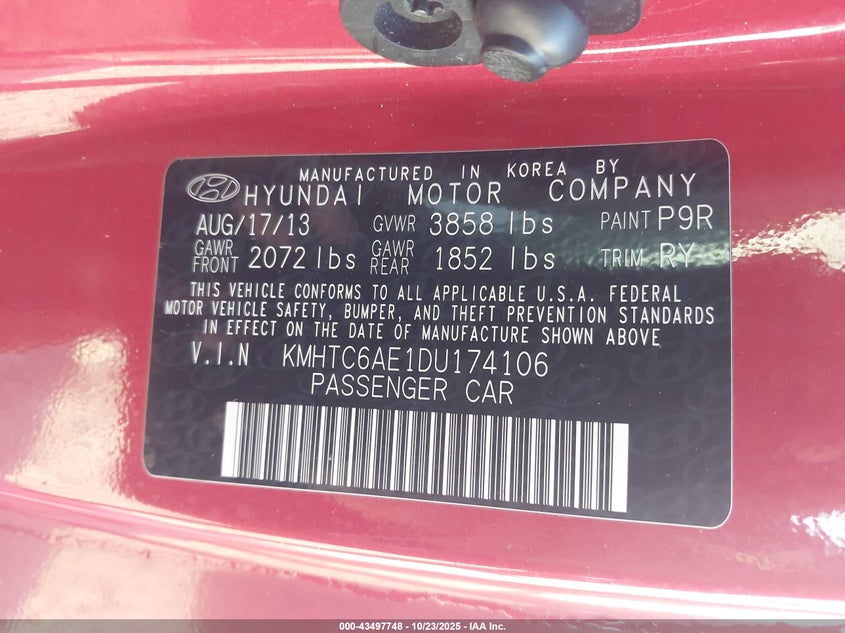 MANUFACTURED IN KOREA BY
HYUNDAI MOTOR COMPANY
AUG/17/13 GVWR 3858 lbs PAINT P9R
GAWR FRONT 2072 lbs GAWR REAR 1852 lbs TRIM RY
THIS VEHICLE CONFORMS TO ALL APPLICABLE U.S.A. FEDERAL
MOTOR VEHICLE SAFETY, BUMPER, AND THEFT PREVENTION STANDARDS
IN EFFECT ON THE DATE OF MANUFACTURE SHOWN ABOVE
V.I.N KMHTC6AE1DU174106
PASSENGER CAR
000-43497748 - 10/23/2025 - IAA Inc.